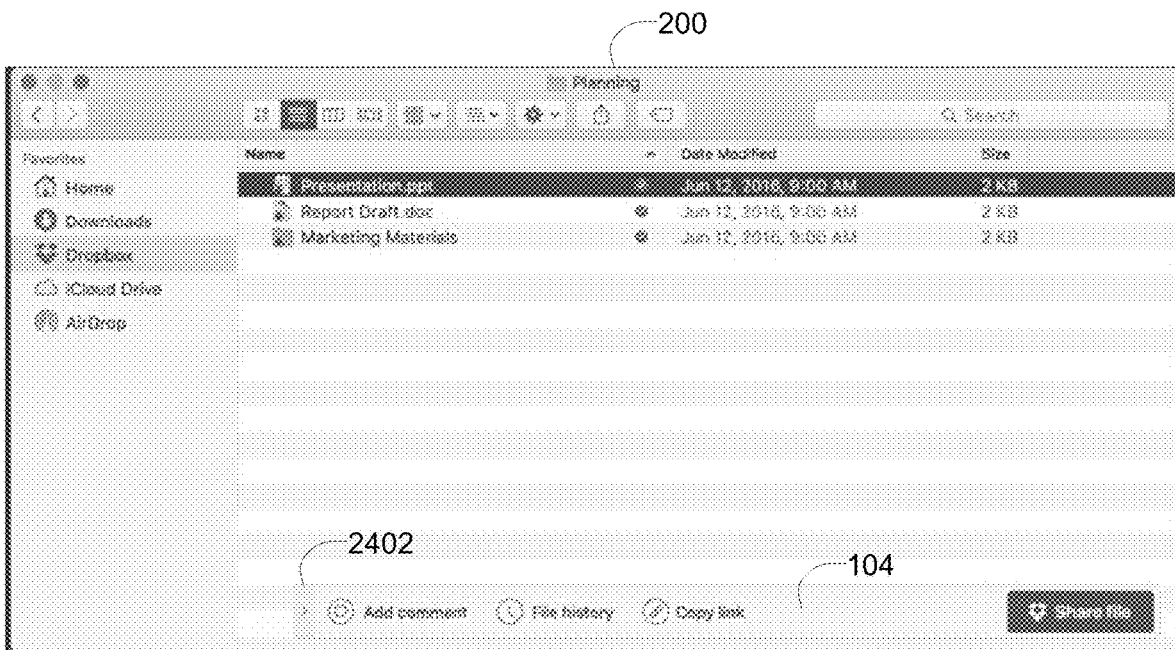 200
Planning
Search
Favorites
Name Date Modified Size
Home
Presentation.ppt Jun 12, 2016, 9:00 AM 2 KB
Downloads
Report Draft.doc Jun 12, 2016, 9:00 AM 2 KB
Dropbox
Marketing Materials Jun 12, 2016, 9:00 AM 2 KB
iCloud Drive
AirDrop
2402
104
Add comment File history Copy link Share file